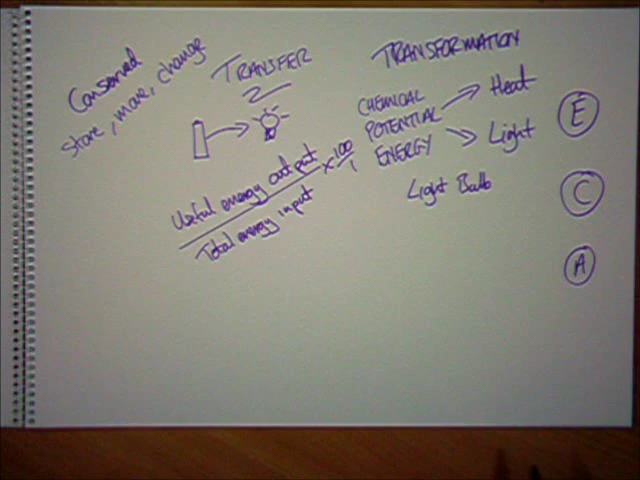 Conserved
store, move, change
TRANSFER
Useful energy output × 100
Total energy input 1
TRANSFORMATION
CHEMICAL
POTENTIAL
ENERGY
Heat
Light
Light Bulb
E
C
A